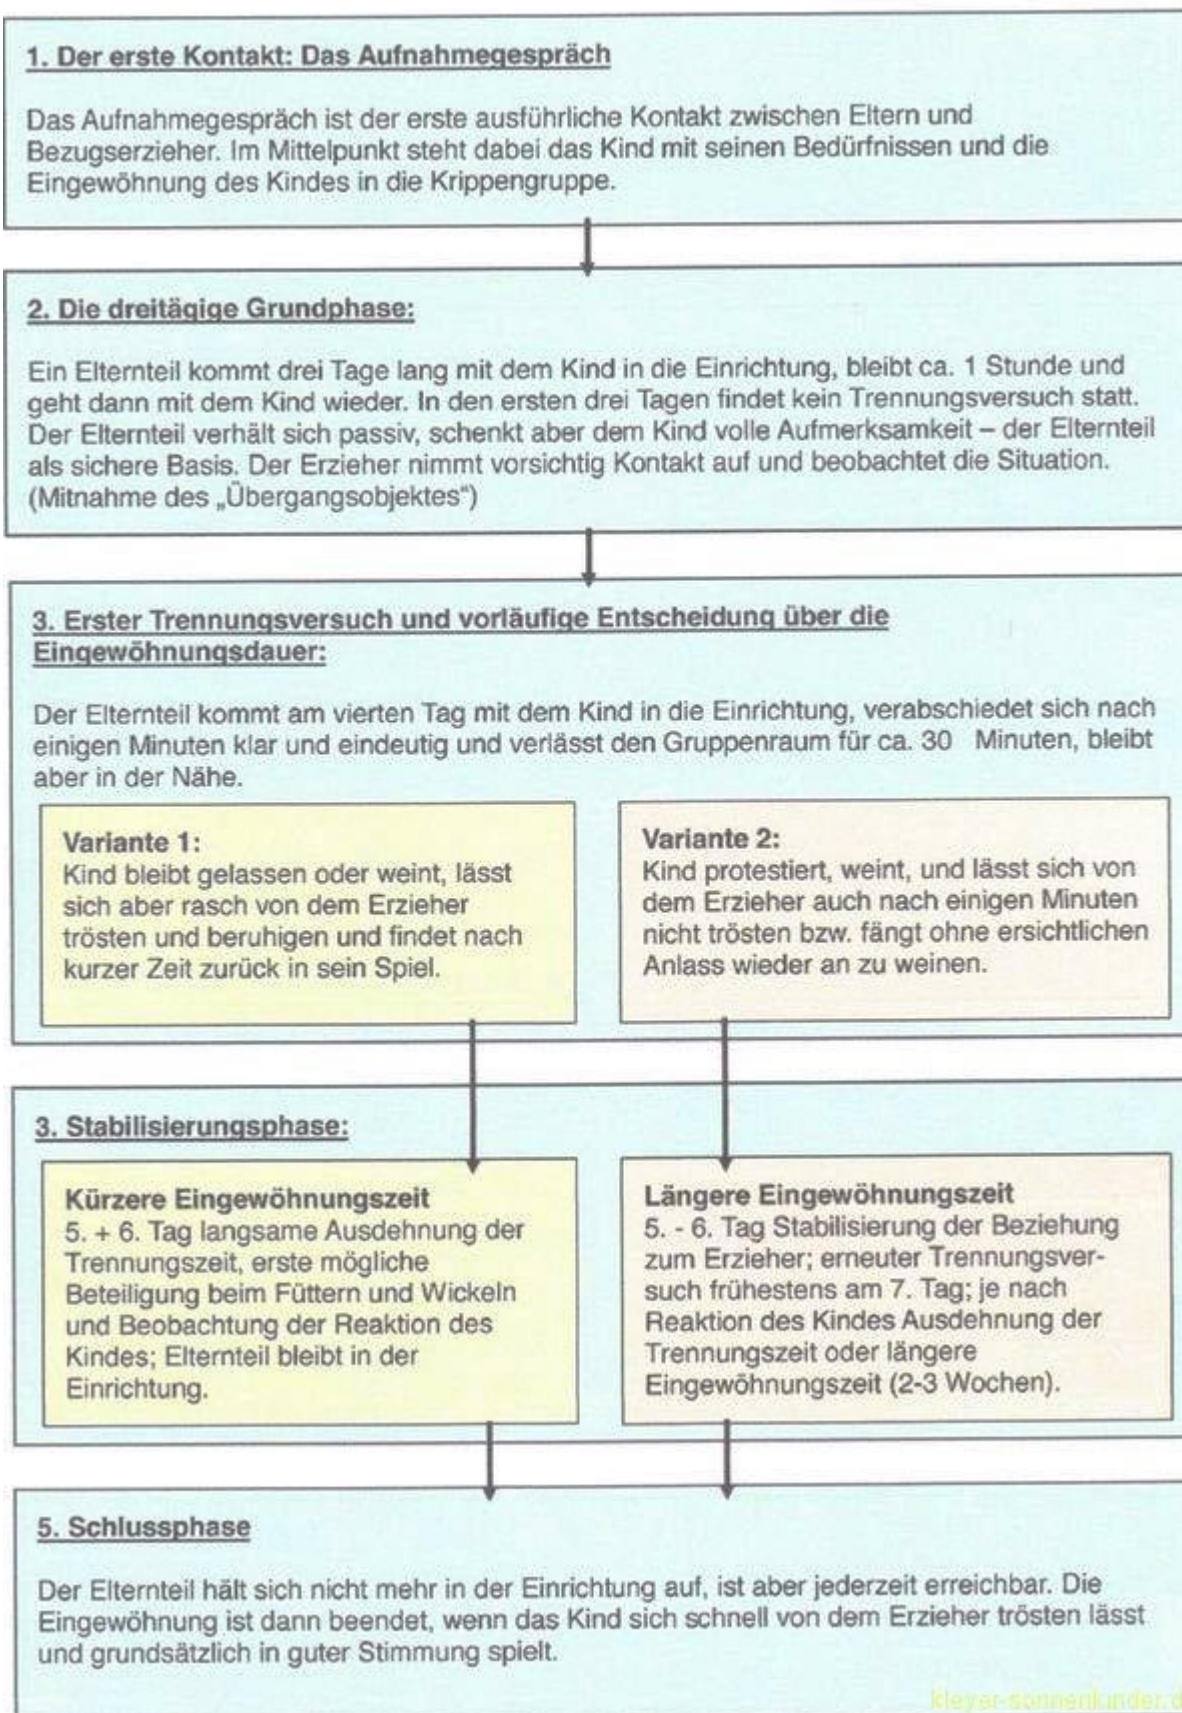 1. Der erste Kontakt: Das Aufnahmegespräch
Das Aufnahmegespräch ist der erste ausführliche Kontakt zwischen Eltern und
Bezugserzieher. Im Mittelpunkt steht dabei das Kind mit seinen Bedürfnissen und die
Eingewöhnung des Kindes in die Krippengruppe.
2. Die dreitägige Grundphase:
Ein Elternteil kommt drei Tage lang mit dem Kind in die Einrichtung, bleibt ca. 1 Stunde und
geht dann mit dem Kind wieder. In den ersten drei Tagen findet kein Trennungsversuch statt.
Der Elternteil verhält sich passiv, schenkt aber dem Kind volle Aufmerksamkeit – der Elternteil
als sichere Basis. Der Erzieher nimmt vorsichtig Kontakt auf und beobachtet die Situation.
(Mitnahme des „Übergangsobjektes“)
3. Erster Trennungsversuch und vorläufige Entscheidung über die
Eingewöhnungsdauer:
Der Elternteil kommt am vierten Tag mit dem Kind in die Einrichtung, verabschiedet sich nach
einigen Minuten klar und eindeutig und verlässt den Gruppenraum für ca. 30 Minuten, bleibt
aber in der Nähe.
Variante 1:
Kind bleibt gelassen oder weint, lässt
sich aber rasch von dem Erzieher
trösten und beruhigen und findet nach
kurzer Zeit zurück in sein Spiel.
Variante 2:
Kind protestiert, weint, und lässt sich von
dem Erzieher auch nach einigen Minuten
nicht trösten bzw. fängt ohne ersichtlichen
Anlass wieder an zu weinen.
3. Stabilisierungsphase:
Kürzere Eingewöhnungszeit
5. + 6. Tag langsame Ausdehnung der
Trennungszeit, erste mögliche
Beteiligung beim Füttern und Wickeln
und Beobachtung der Reaktion des
Kindes; Elternteil bleibt in der
Einrichtung.
Längere Eingewöhnungszeit
5. - 6. Tag Stabilisierung der Beziehung
zum Erzieher; erneuter Trennungsver-
such frühestens am 7. Tag; je nach
Reaktion des Kindes Ausdehnung der
Trennungszeit oder längere
Eingewöhnungszeit (2-3 Wochen).
5. Schlussphase
Der Elternteil hält sich nicht mehr in der Einrichtung auf, ist aber jederzeit erreichbar. Die
Eingewöhnung ist dann beendet, wenn das Kind sich schnell von dem Erzieher trösten lässt
und grundsätzlich in guter Stimmung spielt.
kleyer-sonnenkinder.d